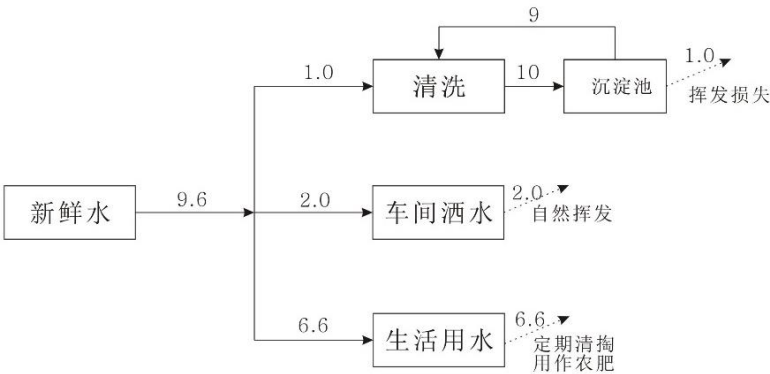 9
1.0
清洗
10
沉淀池
1.0
挥发损失
新鲜水
9.6
2.0
车间洒水
2.0
自然挥发
6.6
生活用水
6.6
定期清掏
用作农肥